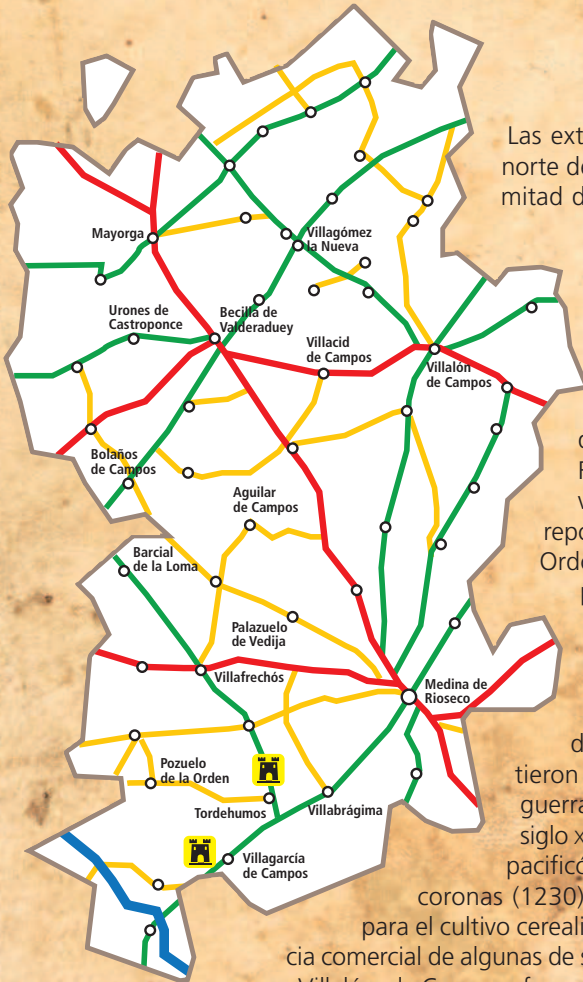 Las ext
norte de
mitad d
Mayorga
Villagómez
la Nueva
Urones de
Castroponce
Becilla de
Valderaduey
Villacid
de Campos
Villalón
de Campos
Bolaños
de Campos
Aguilar
de Campos
Barcial
de la Loma
repo
Orde
Palazuelo
de Vedija
Villafrechós
Medina de
Rioseco
Pozuelo
de la Orden
Tordehumos
Villabrágima
Villagarcía
de Campos
d
tieron
guerra
siglo x
pacificó
coronas (1230)
para el cultivo cereali
cia comercial de algunas de s